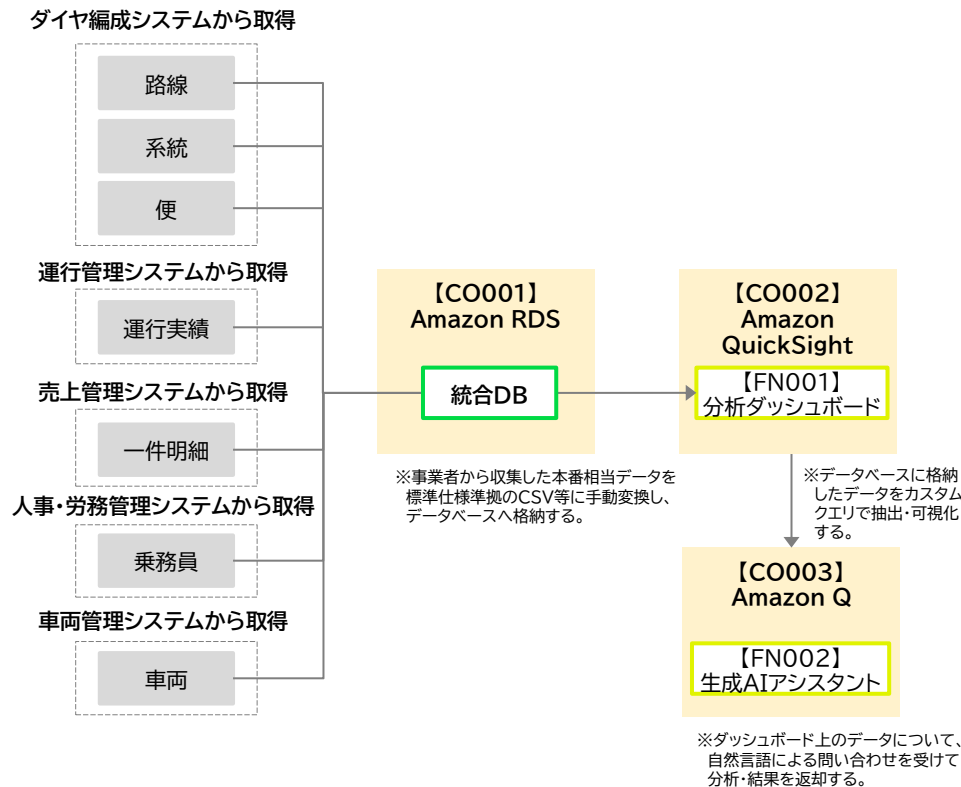 ダイヤ編成システムから取得
路線
系統
便
運行管理システムから取得
運行実績
売上管理システムから取得
一件明細
人事・労務管理システムから取得
乗務員
車両管理システムから取得
車両
【CO001】
Amazon RDS
統合DB
※事業者から収集した本番相当データを
標準仕様準拠のCSV等に手動変換し、
データベースへ格納する。
【CO002】
Amazon
QuickSight
【FN001】
分析ダッシュボード
※データベースに格納
したデータをカスタム
クエリで抽出・可視化
する。
【CO003】
Amazon Q
【FN002】
生成AIアシスタント
※ダッシュボード上のデータについて、
自然言語による問い合わせを受けて
分析・結果を返却する。